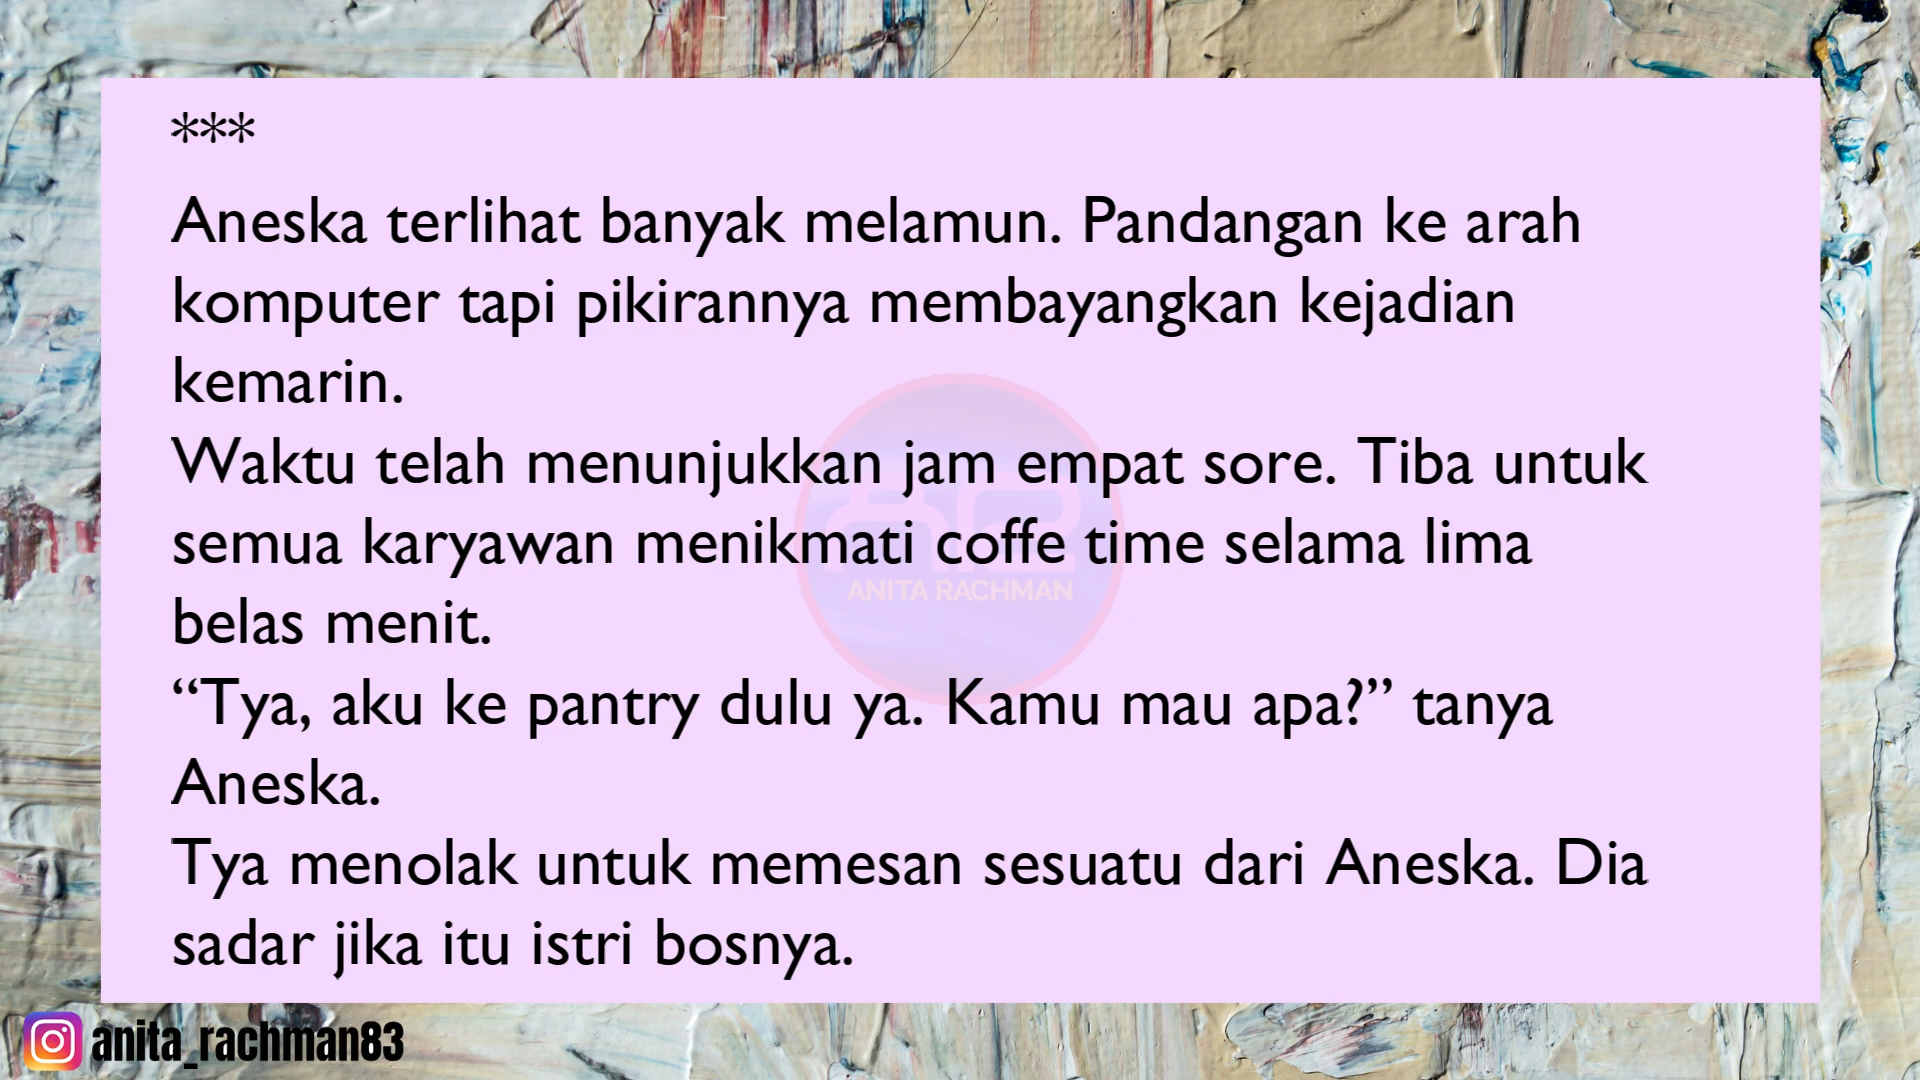 ***
Aneska terlihat banyak melamun. Pandangan ke arah
komputer tapi pikirannya membayangkan kejadian
kemarin.
Waktu telah menunjukkan jam empat sore. Tiba untuk
semua karyawan menikmati coffe time selama lima
belas menit.
“Tya, aku ke pantry dulu ya. Kamu mau apa?” tanya
Aneska.
Tya menolak untuk memesan sesuatu dari Aneska. Dia
sadar jika itu istri bosnya.
AR
ANITA RACHMAN
anita_rachman83